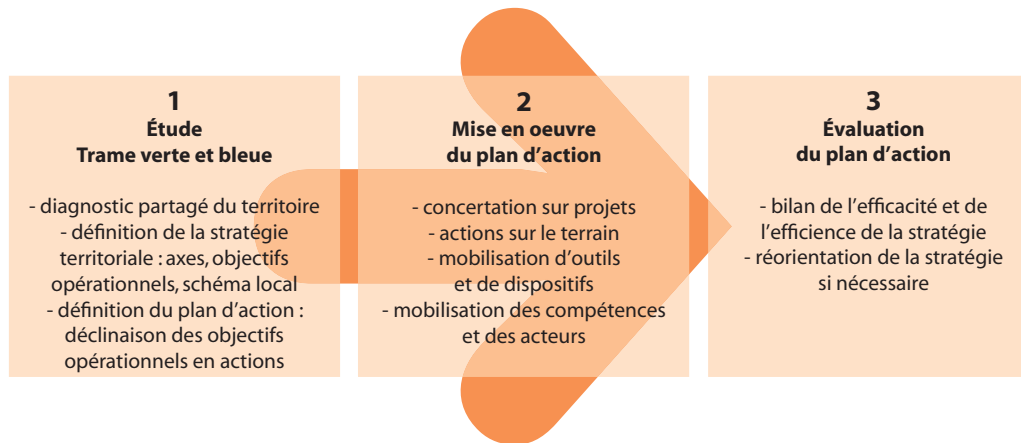 1
Étude
Trame verte et bleue
- diagnostic partagé du territoire
- définition de la stratégie
territoriale : axes, objectifs
opérationnels, schéma local
- définition du plan d’action :
déclinaison des objectifs
opérationnels en actions
2
Mise en oeuvre
du plan d’action
- concertation sur projets
- actions sur le terrain
- mobilisation d’outils
et de dispositifs
- mobilisation des compétences
et des acteurs
3
Évaluation
du plan d’action
- bilan de l’efficacité et de
l’efficience de la stratégie
- réorientation de la stratégie
si nécessaire